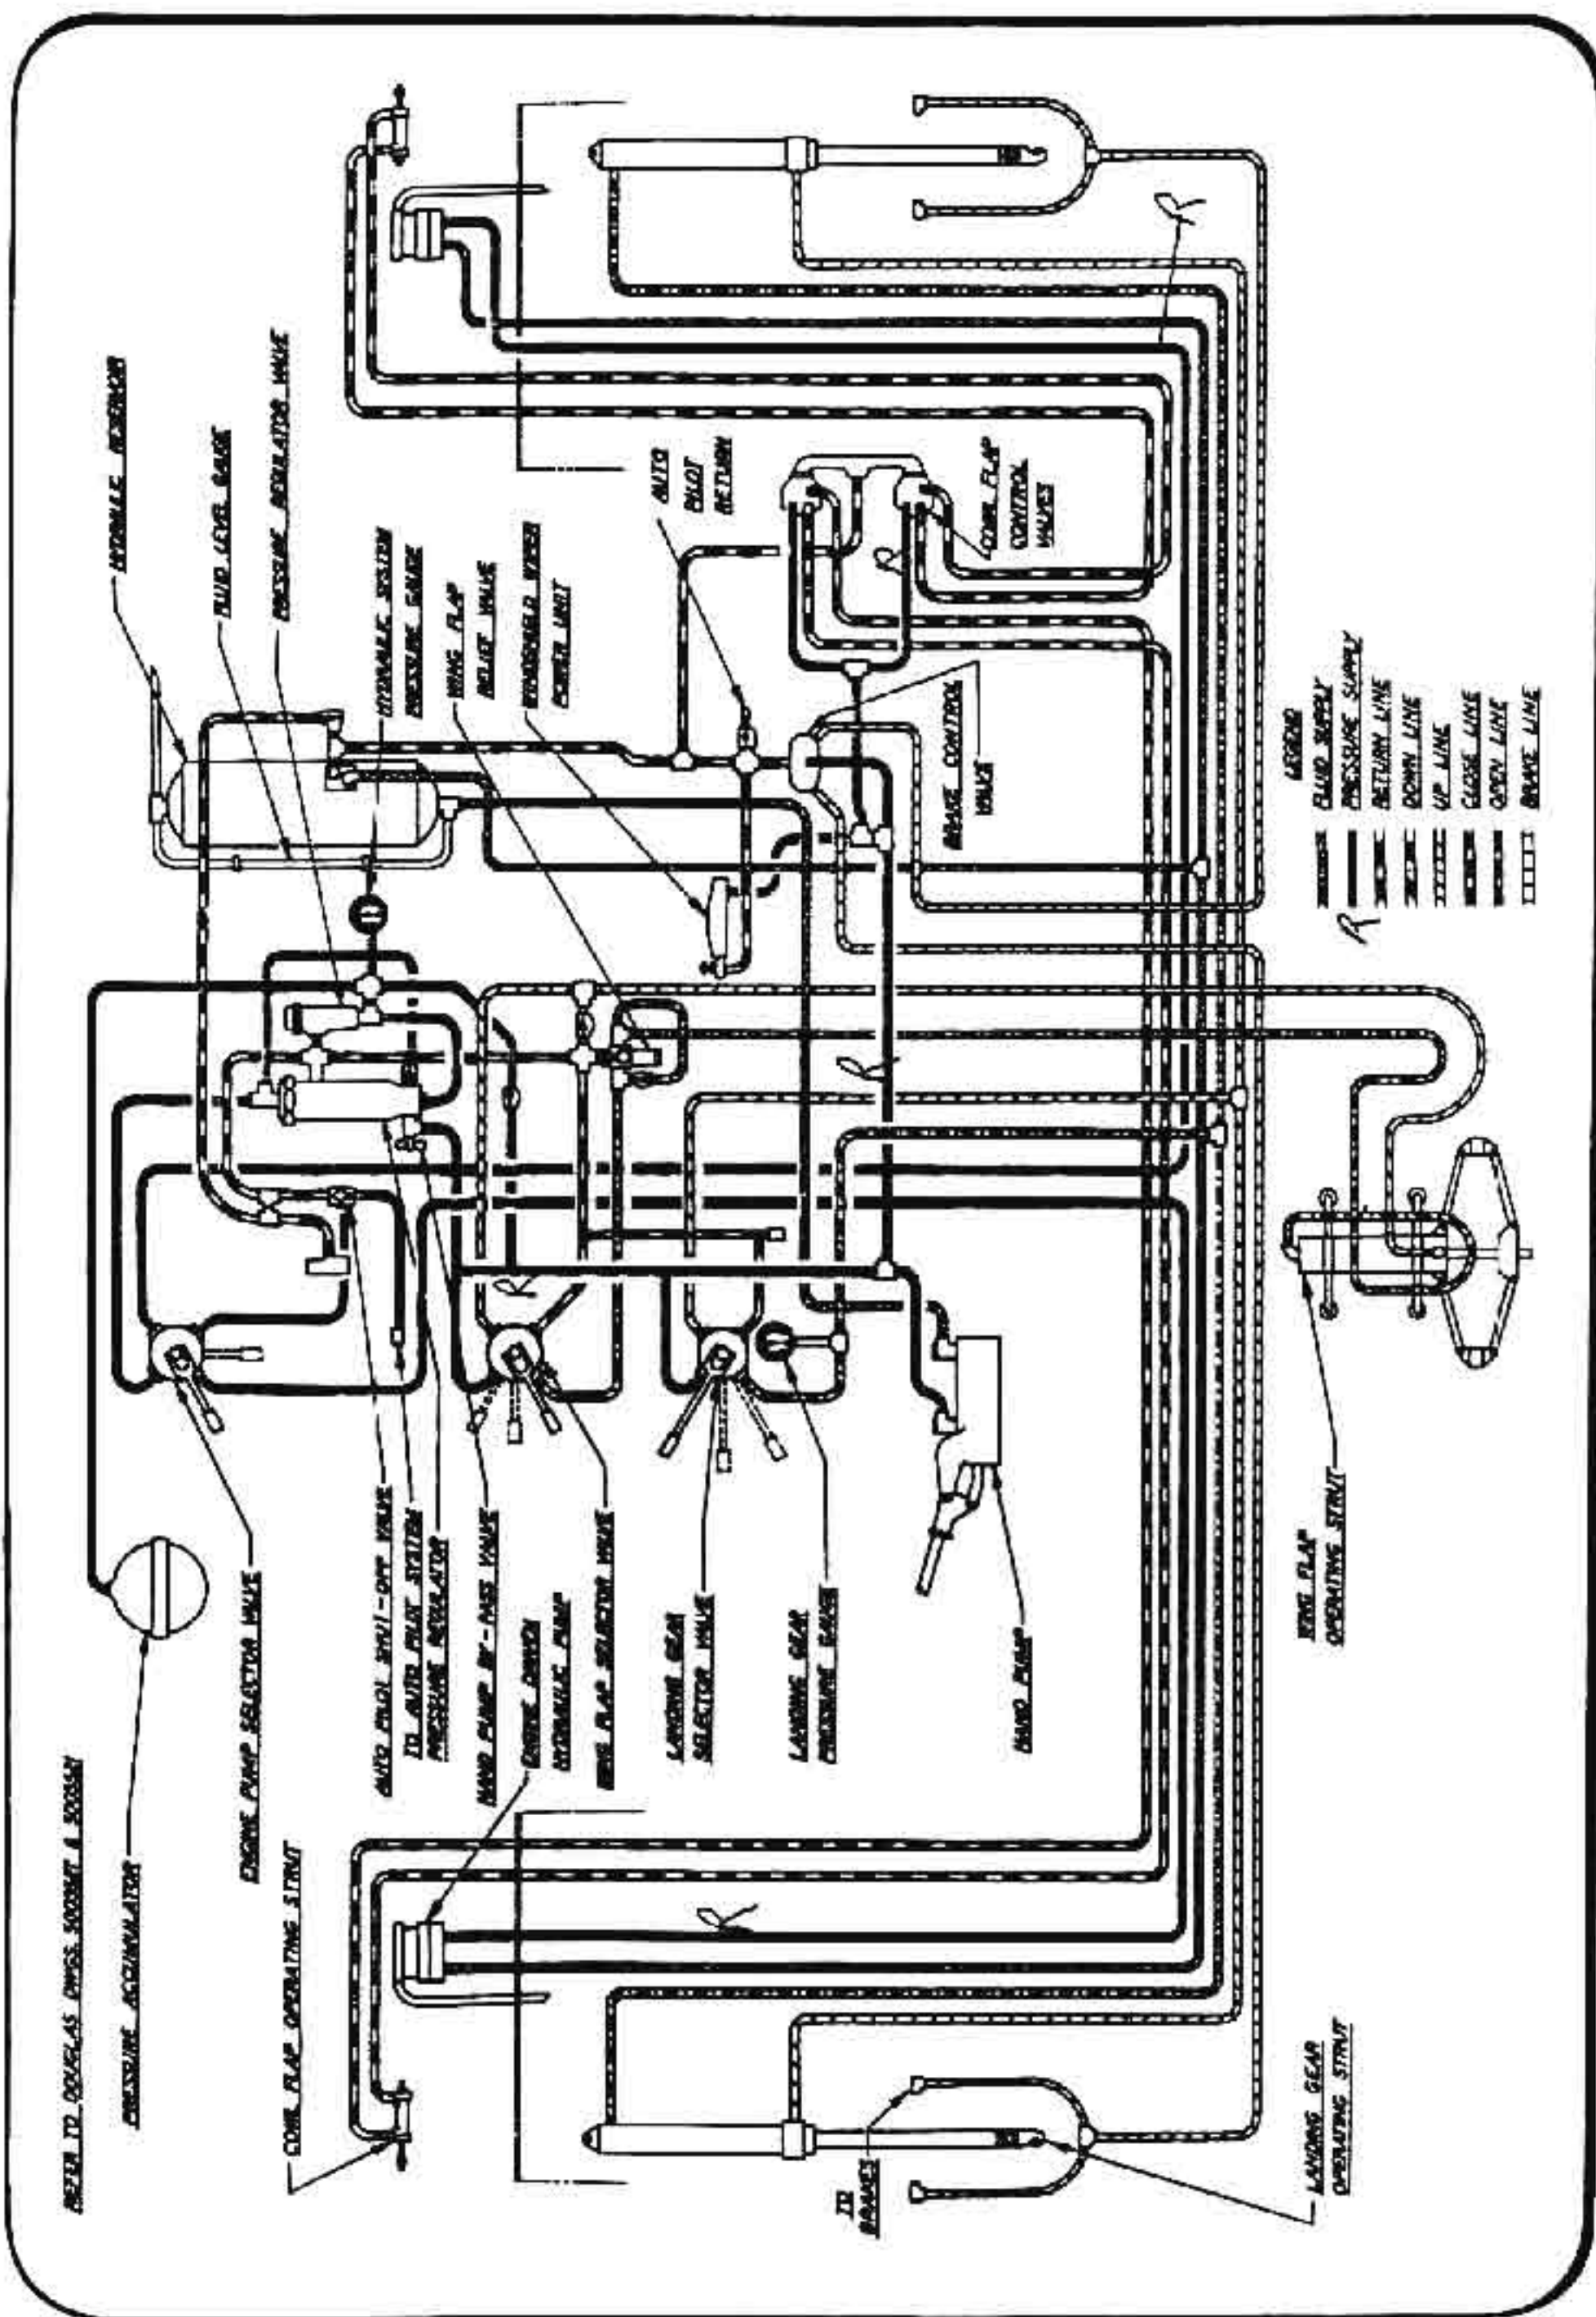 REFER TO DOUGLAS DWGS.
PRESSURE ACCUMULATOR
ENGINE PUMP SELECTOR VALVE
COWL FLAP OPERATING STRUT
AUTO PILOT SHUT-OFF VALVE
TO AUTO PILOT SYSTEM
PRESSURE REGULATOR
HAND PUMP BY-PASS VALVE
ENGINE DRIVEN
HYDRAULIC PUMP
WING FLAP SELECTOR VALVE
LANDING GEAR
SELECTOR VALVE
LANDING GEAR
PRESSURE GAUGE
HAND PUMP
TO
BRAKES
LANDING GEAR
OPERATING STRUT
WING FLAP
OPERATING STRUT
HYDRAULIC RESERVOIR
FLUID LEVEL GAUGE
PRESSURE REGULATOR VALVE
HYDRAULIC SYSTEM
PRESSURE GAUGE
WING FLAP
RELIEF VALVE
WINDSHIELD WIPER
POWER UNIT
AUTO
PILOT
RETURN
COWL FLAP
CONTROL
VALVES
BRAKE CONTROL
VALVE
LEGEND
FLUID SUPPLY
R PRESSURE SUPPLY
RETURN LINE
DOWN LINE
UP LINE
CLOSE LINE
OPEN LINE
BRAKE LINE
R
R
R
R
R